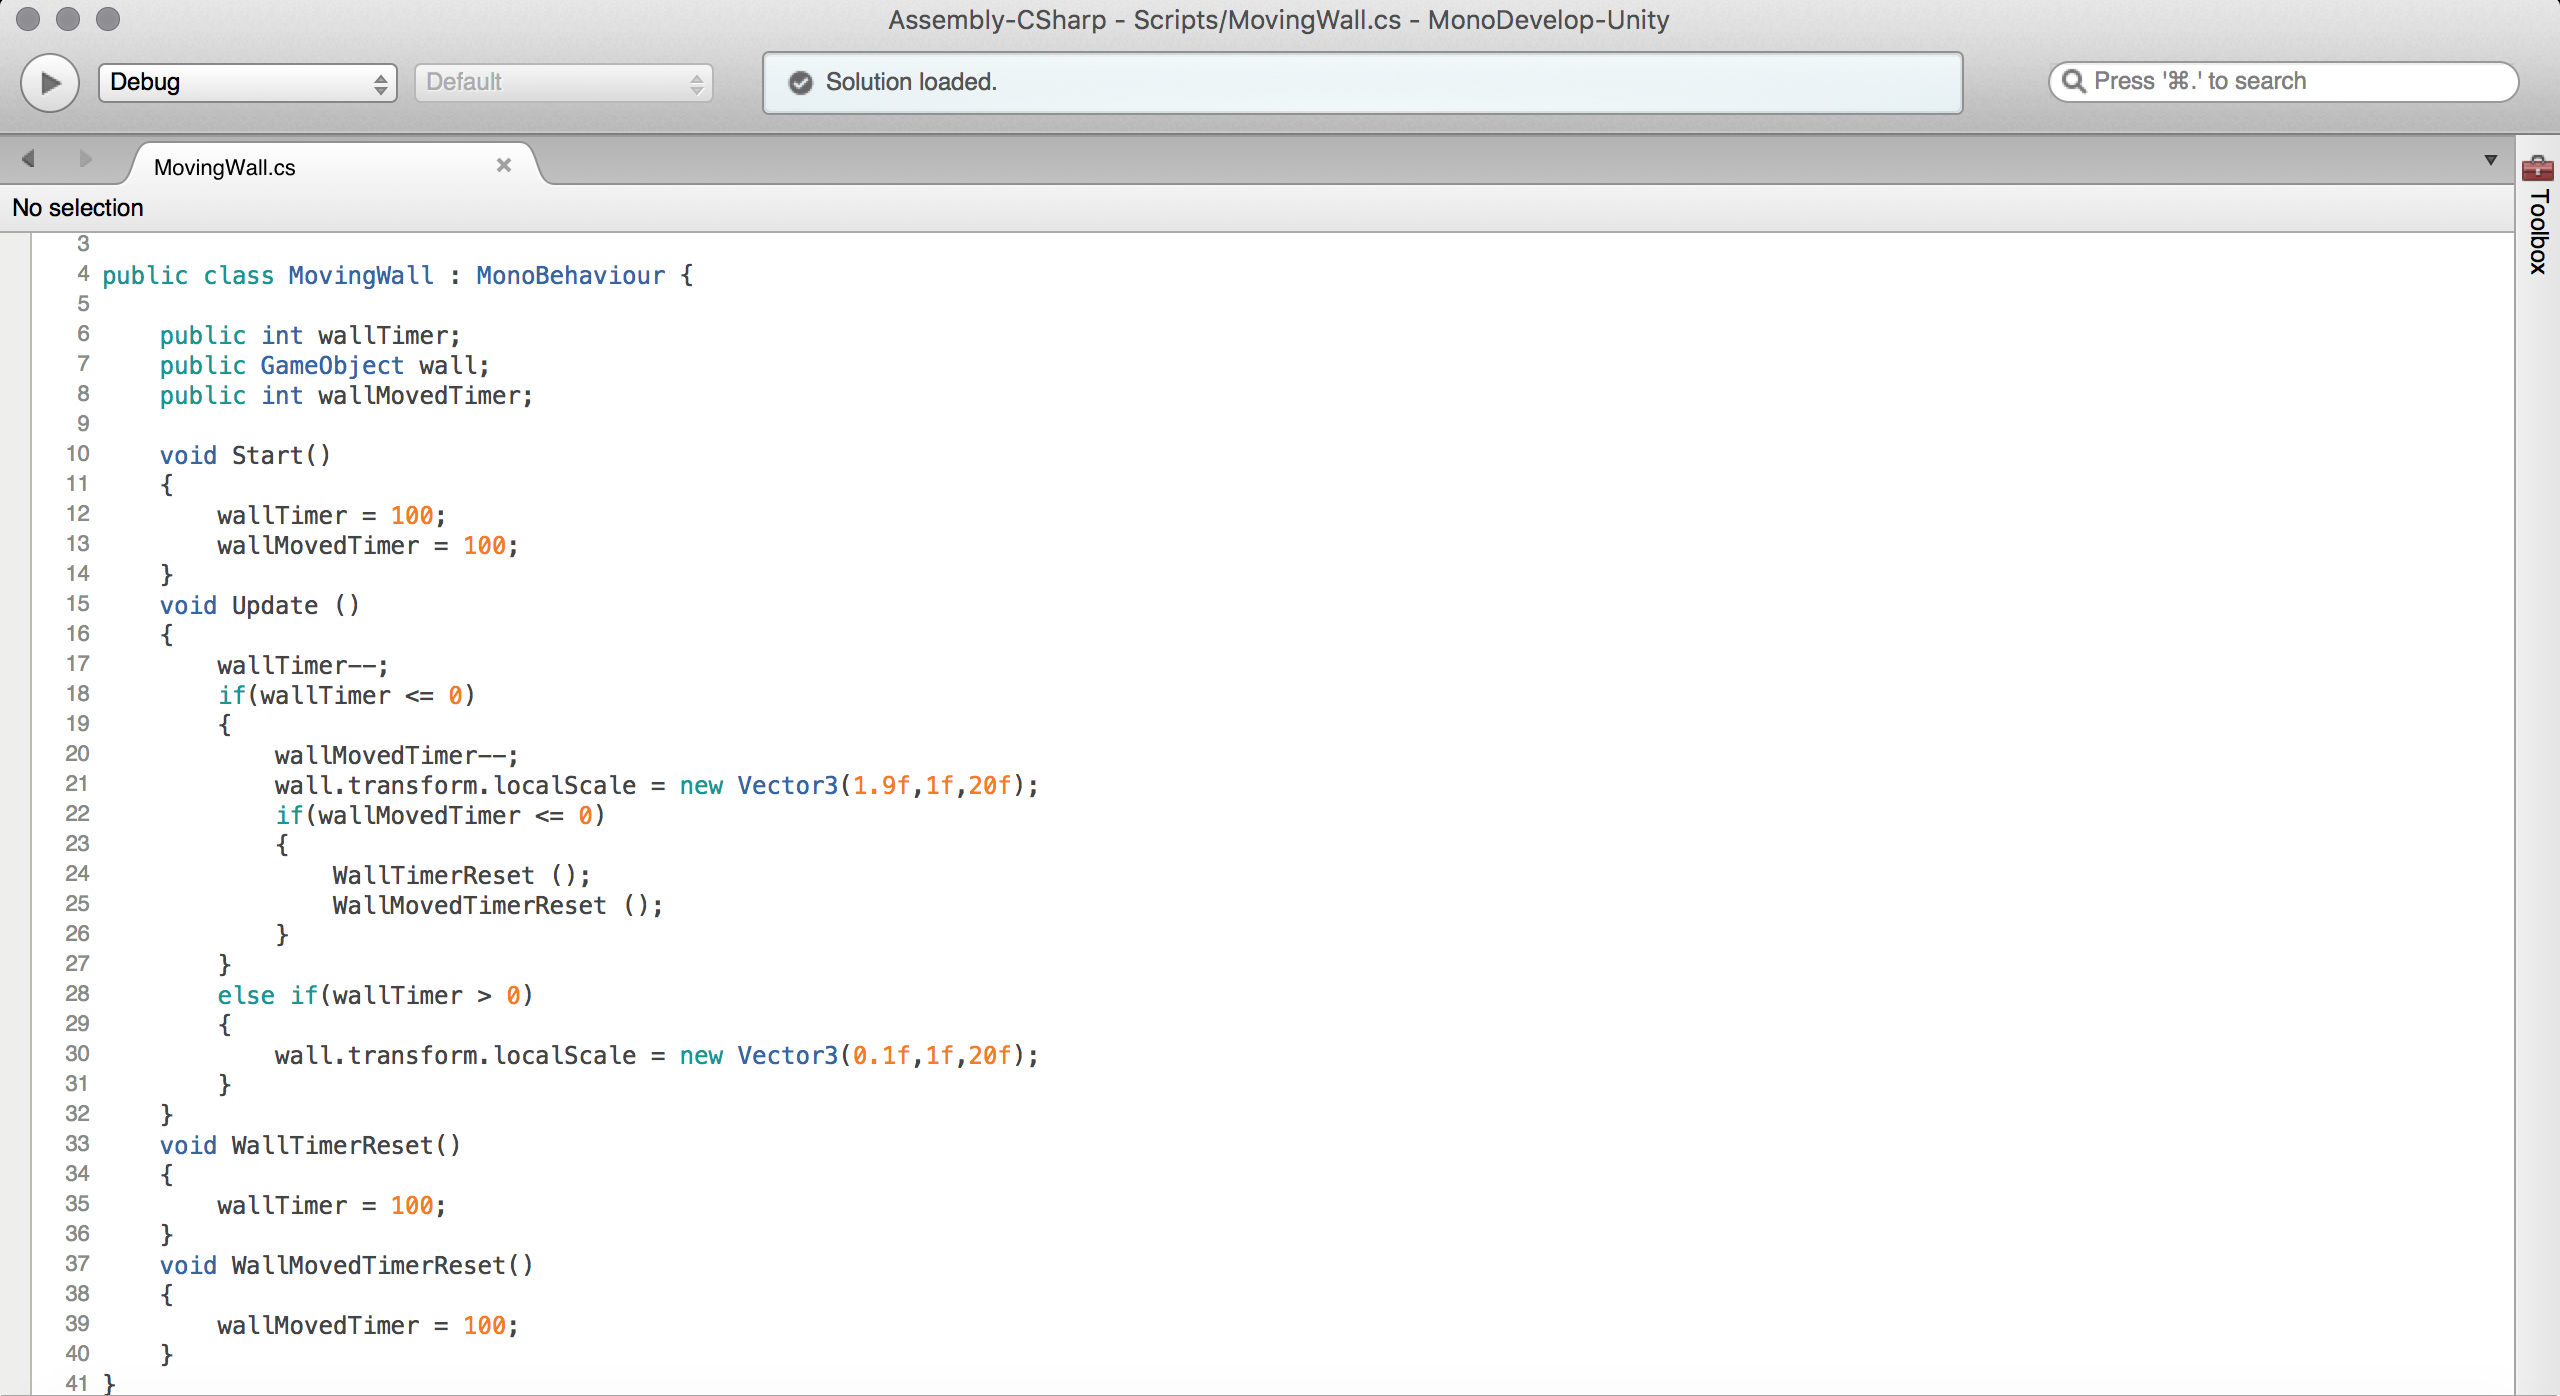 Assembly-CSharp - Scripts/MovingWall.cs - MonoDevelop-Unity
Debug
Default
Solution loaded.
Press '⌘.' to search
MovingWall.cs
Toolbox
No selection
3
4 public class MovingWall : MonoBehaviour {
5
6     public int wallTimer;
7     public GameObject wall;
8     public int wallMovedTimer;
9
10     void Start()
11     {
12         wallTimer = 100;
13         wallMovedTimer = 100;
14     }
15     void Update ()
16     {
17         wallTimer--;
18         if(wallTimer <= 0)
19         {
20             wallMovedTimer--;
21             wall.transform.localScale = new Vector3(1.9f,1f,20f);
22             if(wallMovedTimer <= 0)
23             {
24                 WallTimerReset ();
25                 WallMovedTimerReset ();
26             }
27         }
28         else if(wallTimer > 0)
29         {
30             wall.transform.localScale = new Vector3(0.1f,1f,20f);
31         }
32     }
33     void WallTimerReset()
34     {
35         wallTimer = 100;
36     }
37     void WallMovedTimerReset()
38     {
39         wallMovedTimer = 100;
40     }
41 }